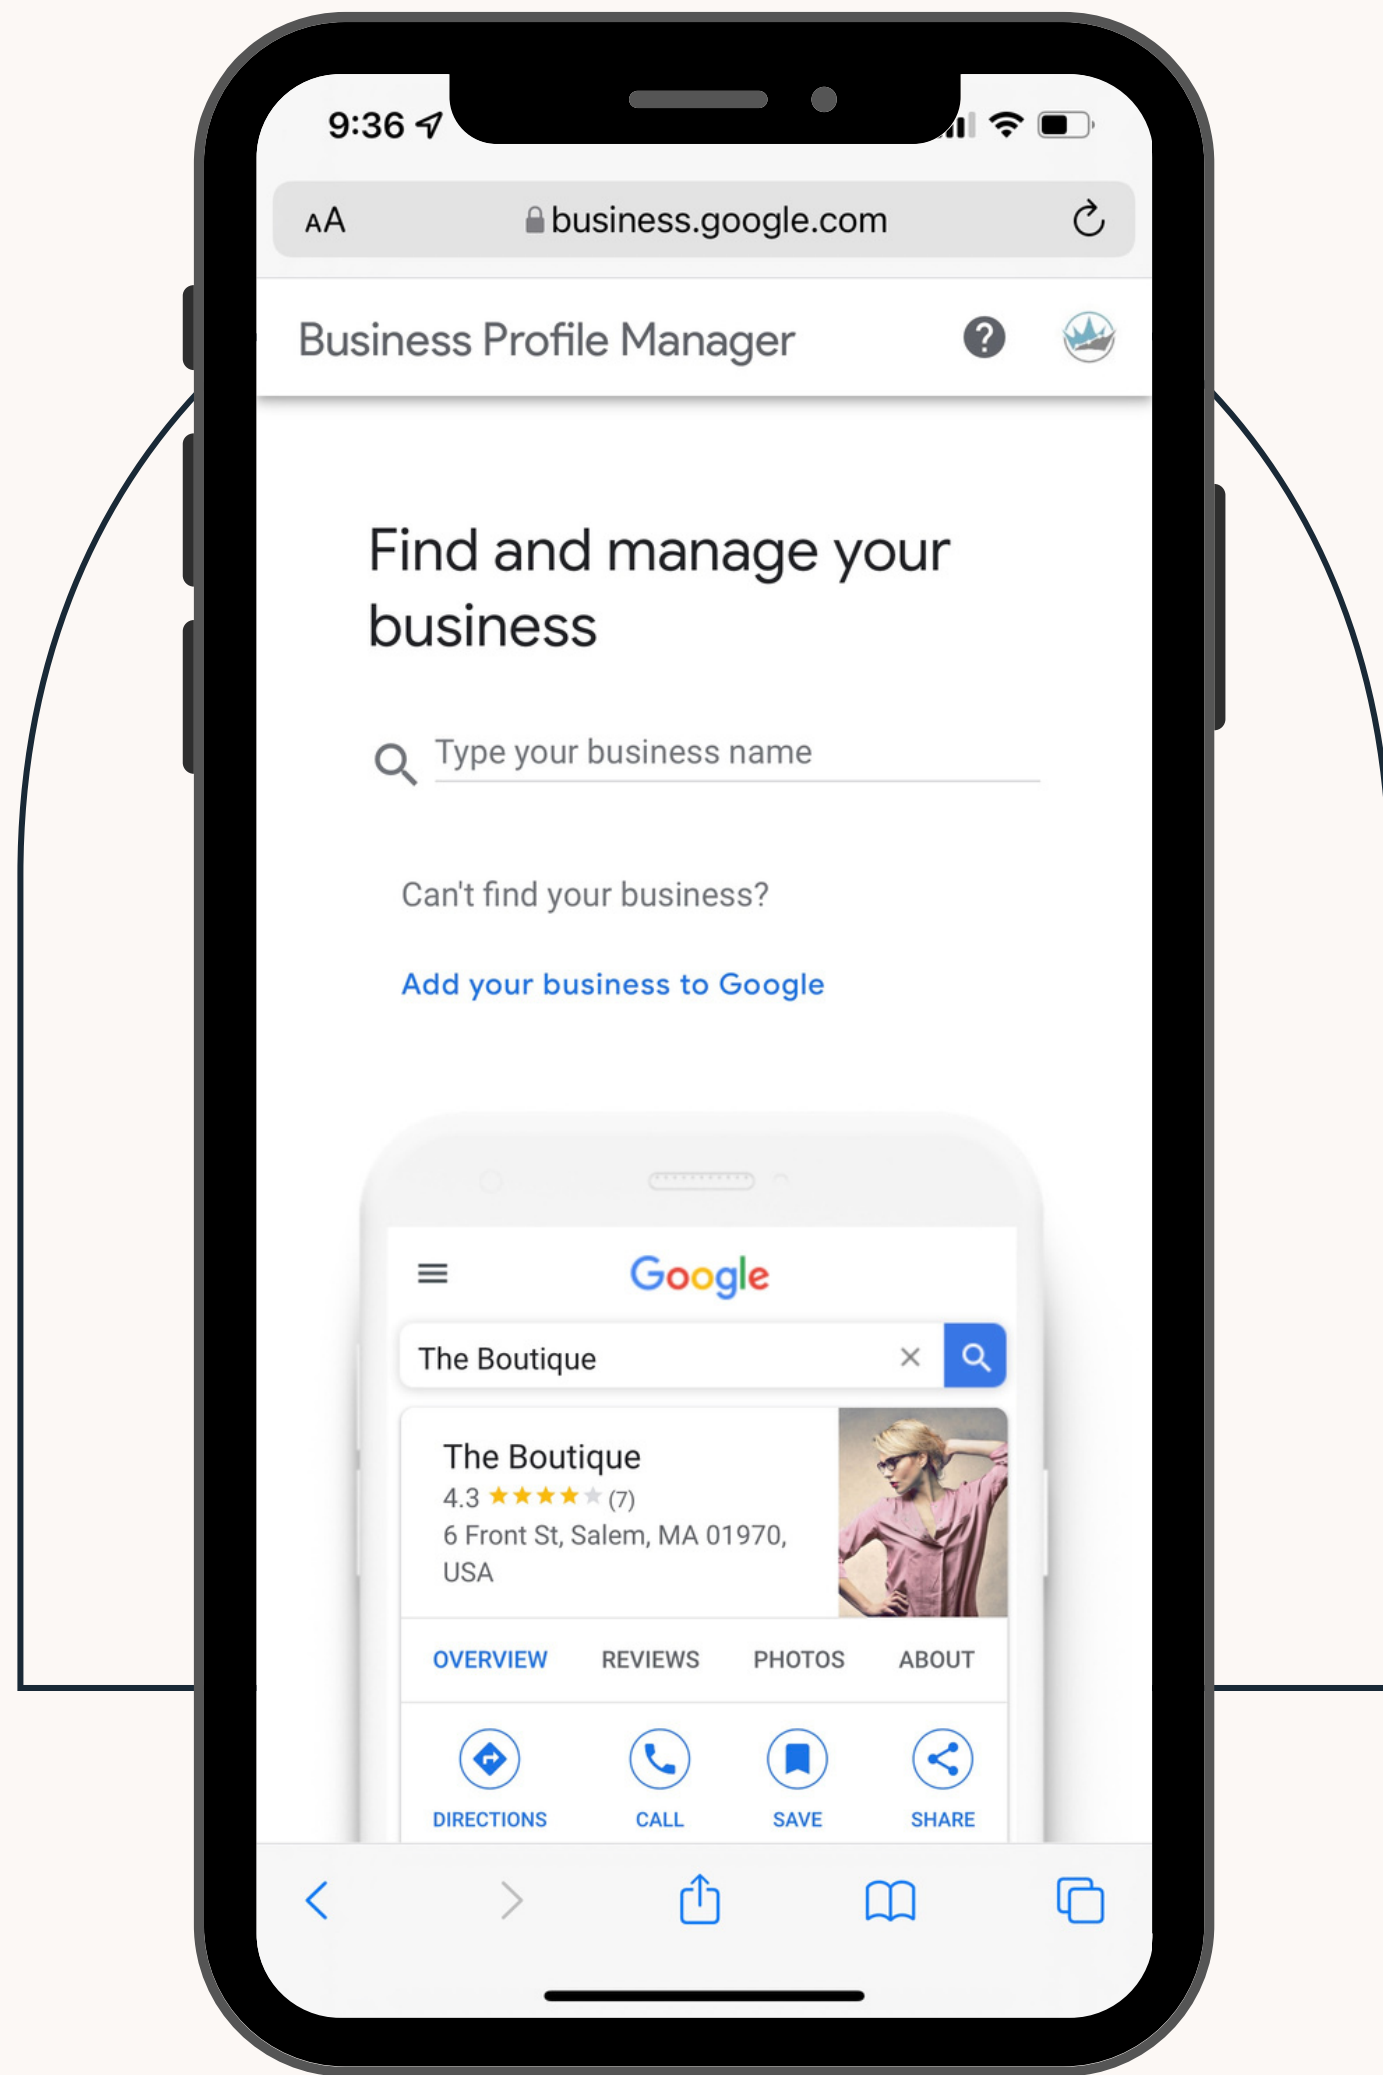 9:36
AA business.google.com
Business Profile Manager ?
Find and manage your
business
Type your business name
Can't find your business?
Add your business to Google
Google
The Boutique
The Boutique
4.3 (7)
6 Front St, Salem, MA 01970,
USA
OVERVIEW REVIEWS PHOTOS ABOUT
DIRECTIONS CALL SAVE SHARE